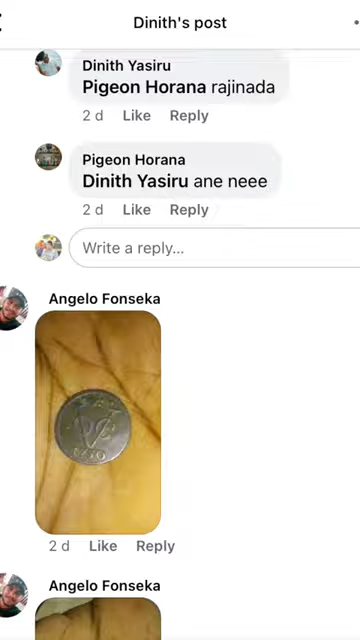 Dinith's post
Dinith Yasiru
Pigeon Horana rajinada
2 d Like Reply
Pigeon Horana
Dinith Yasiru ane neee
2 d Like Reply
Write a reply...
Angelo Fonseka
2 d Like Reply
Angelo Fonseka